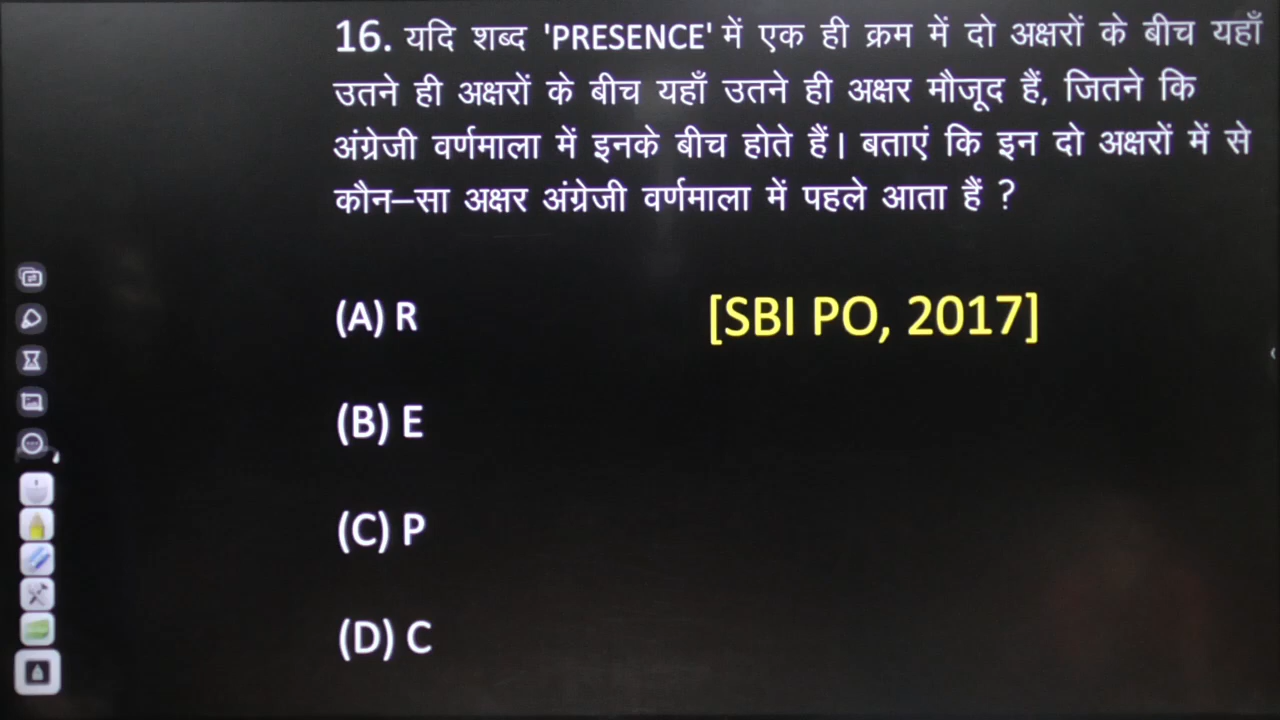 16. यदि शब्द 'PRESENCE' में एक ही क्रम में दो अक्षरों के बीच यहाँ
उतने ही अक्षरों के बीच यहाँ उतने ही अक्षर मौजूद हैं, जितने कि
अंग्रेजी वर्णमाला में इनके बीच होते हैं। बताएं कि इन दो अक्षरों में से
कौन–सा अक्षर अंग्रेजी वर्णमाला में पहले आता हैं ?
(A) R
[SBI PO, 2017]
(B) E
(C) P
(D) C